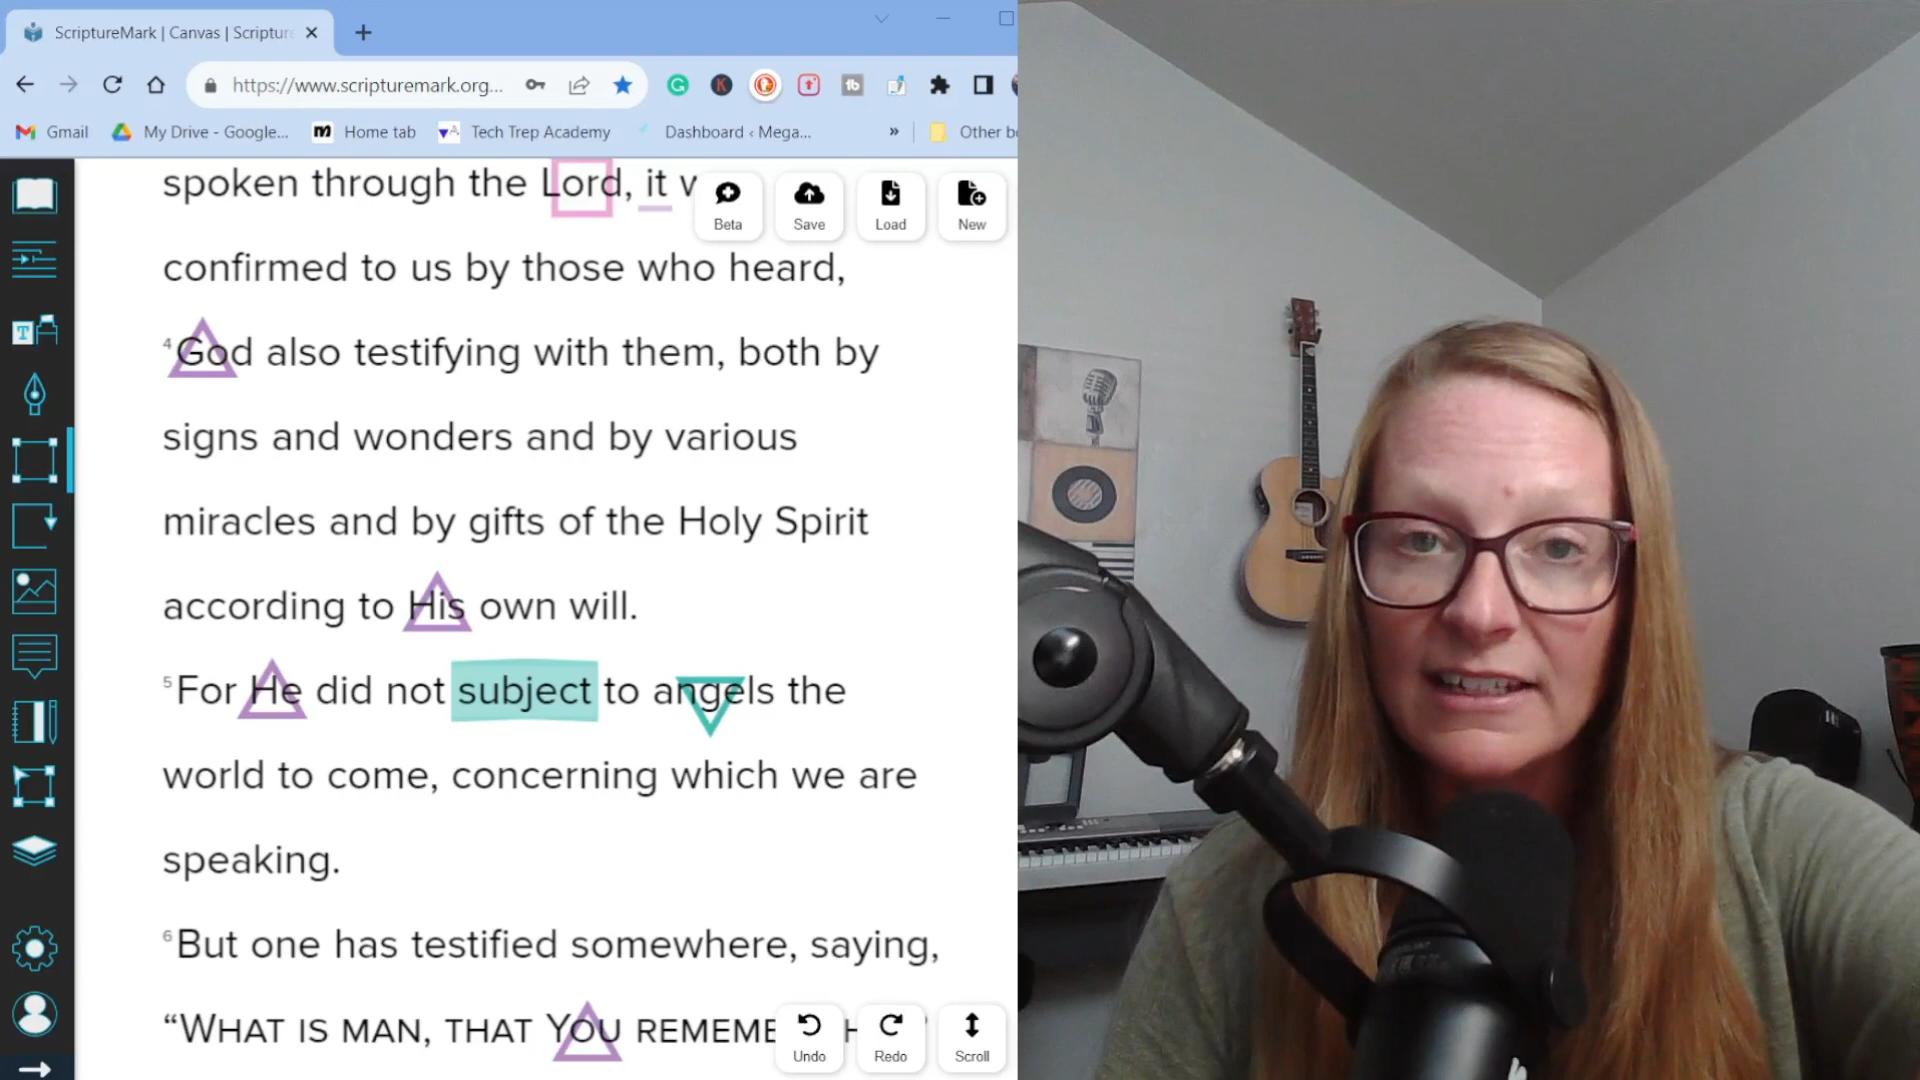 ScriptureMark | Canvas | Scriptur
https://www.scripturemark.org...
Gmail
My Drive - Google...
Home tab
Tech Trep Academy
Dashboard ‹ Mega...
»
Other b
spoken through the Lord, it w
Beta
Save
Load
New
confirmed to us by those who heard,
4 God also testifying with them, both by
signs and wonders and by various
miracles and by gifts of the Holy Spirit
according to His own will.
5 For He did not subject to angels the
world to come, concerning which we are
speaking.
6 But one has testified somewhere, saying,
“WHAT IS MAN, THAT YOU REMEME
Undo
Redo
Scroll